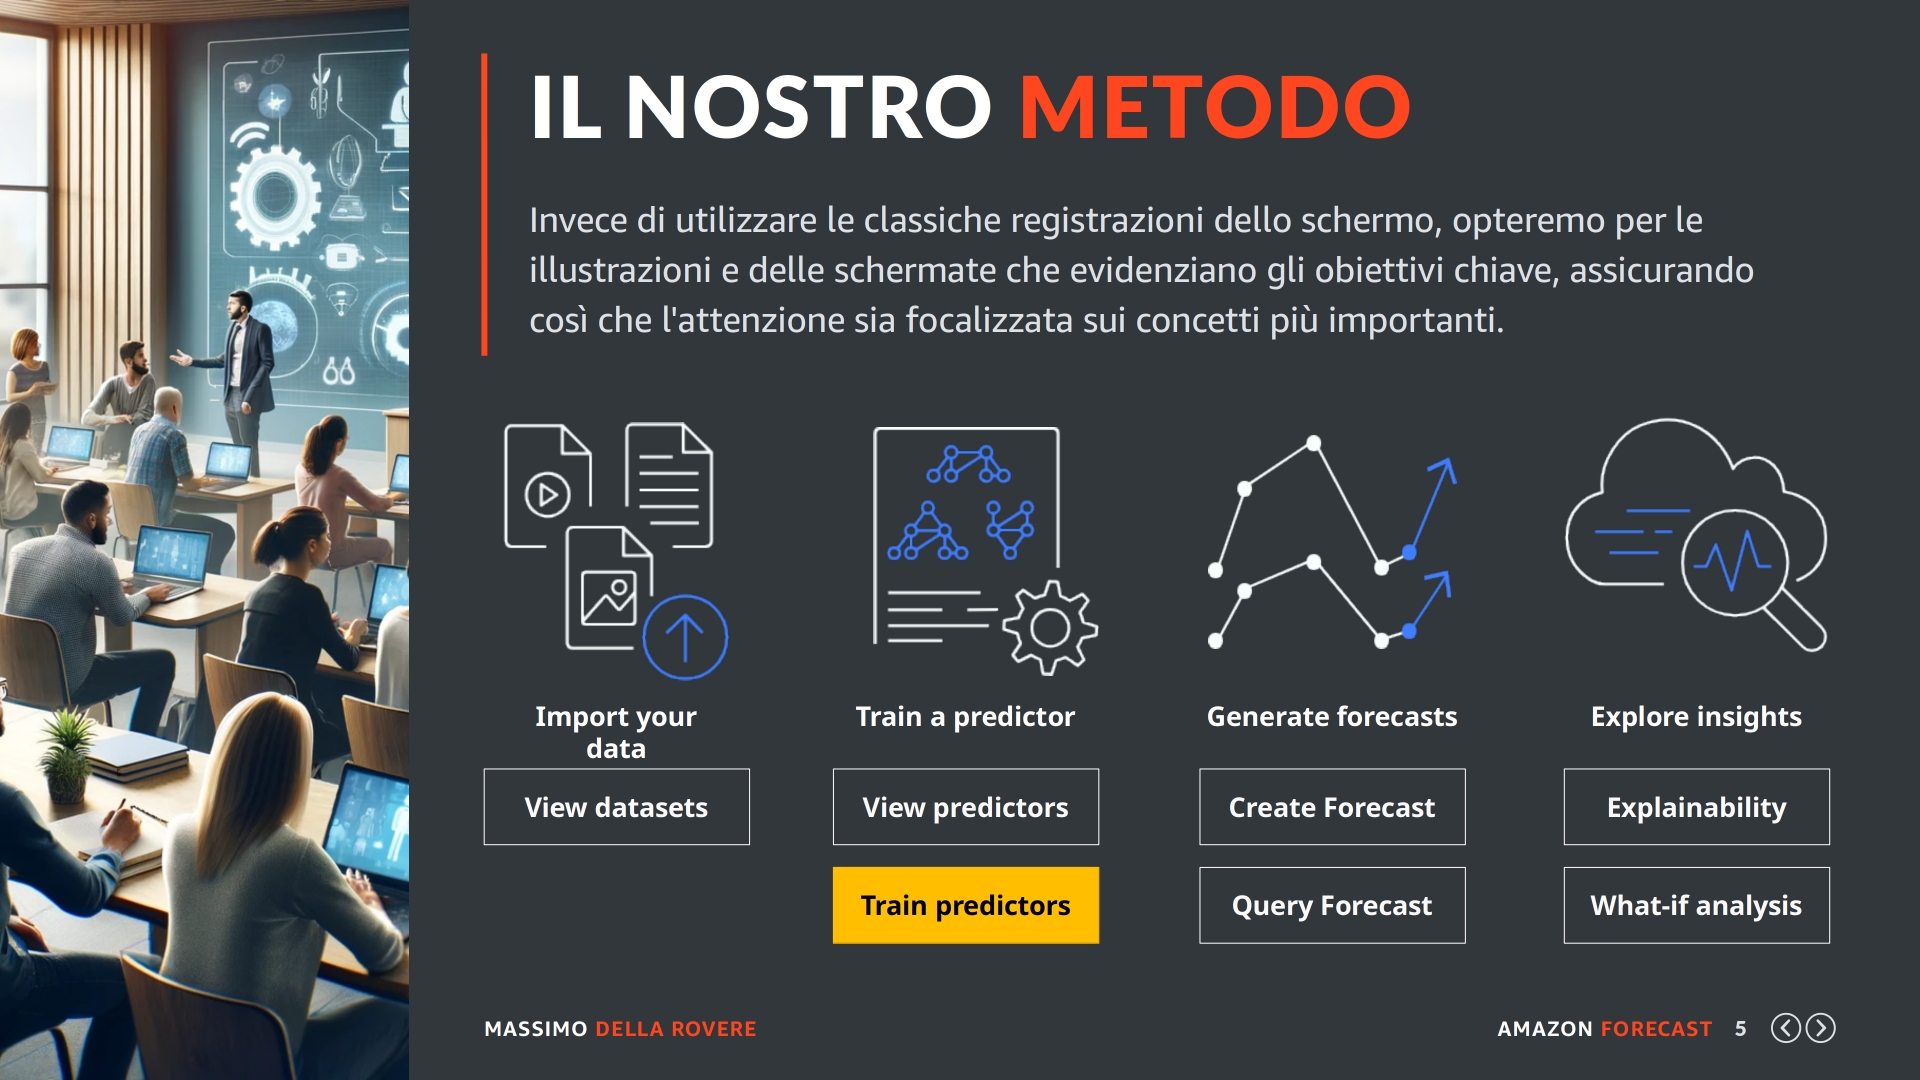 IL NOSTRO METODO
Invece di utilizzare le classiche registrazioni dello schermo, opteremo per le
illustrazioni e delle schermate che evidenziano gli obiettivi chiave, assicurando
così che l'attenzione sia focalizzata sui concetti più importanti.
Import your
data
Train a predictor
Generate forecasts
Explore insights
View datasets
View predictors
Create Forecast
Explainability
Train predictors
Query Forecast
What-if analysis
MASSIMO DELLA ROVERE
AMAZON FORECAST 5